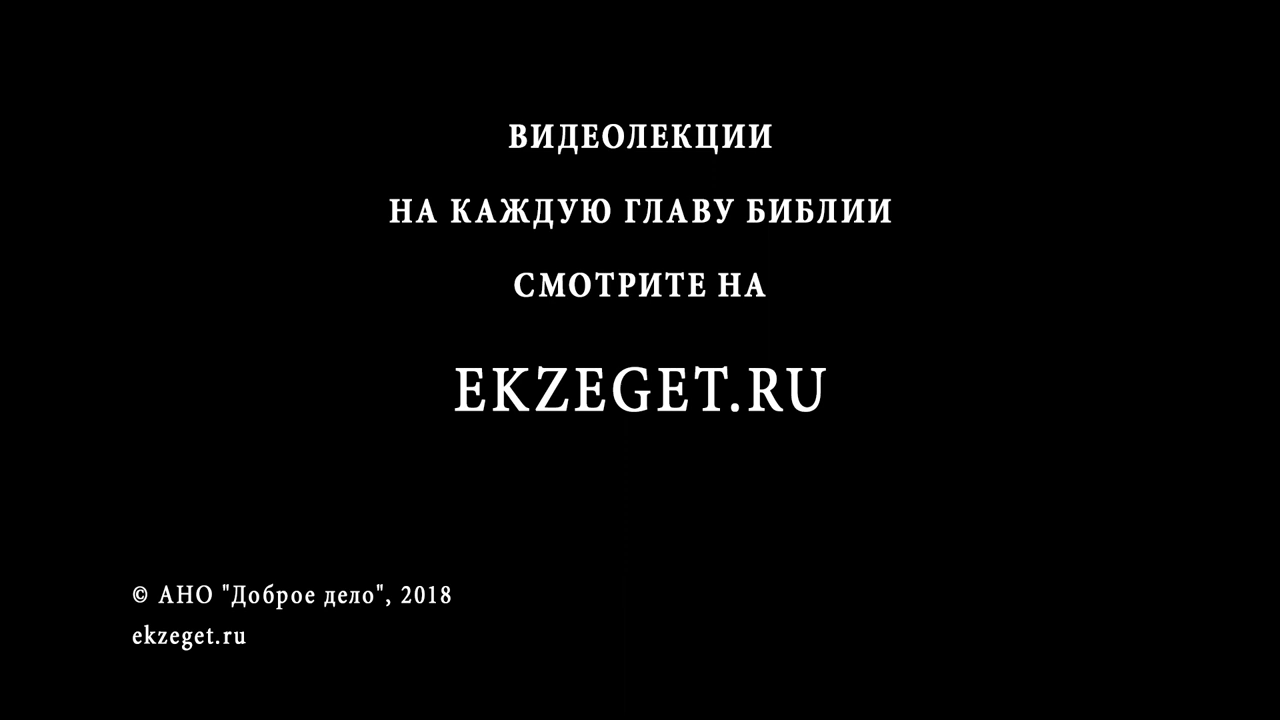 ВИДЕОЛЕКЦИИ
НА КАЖДУЮ ГЛАВУ БИБЛИИ
СМОТРИТЕ НА
EKZEGET.RU
© АНО "Доброе дело", 2018
ekzeget.ru